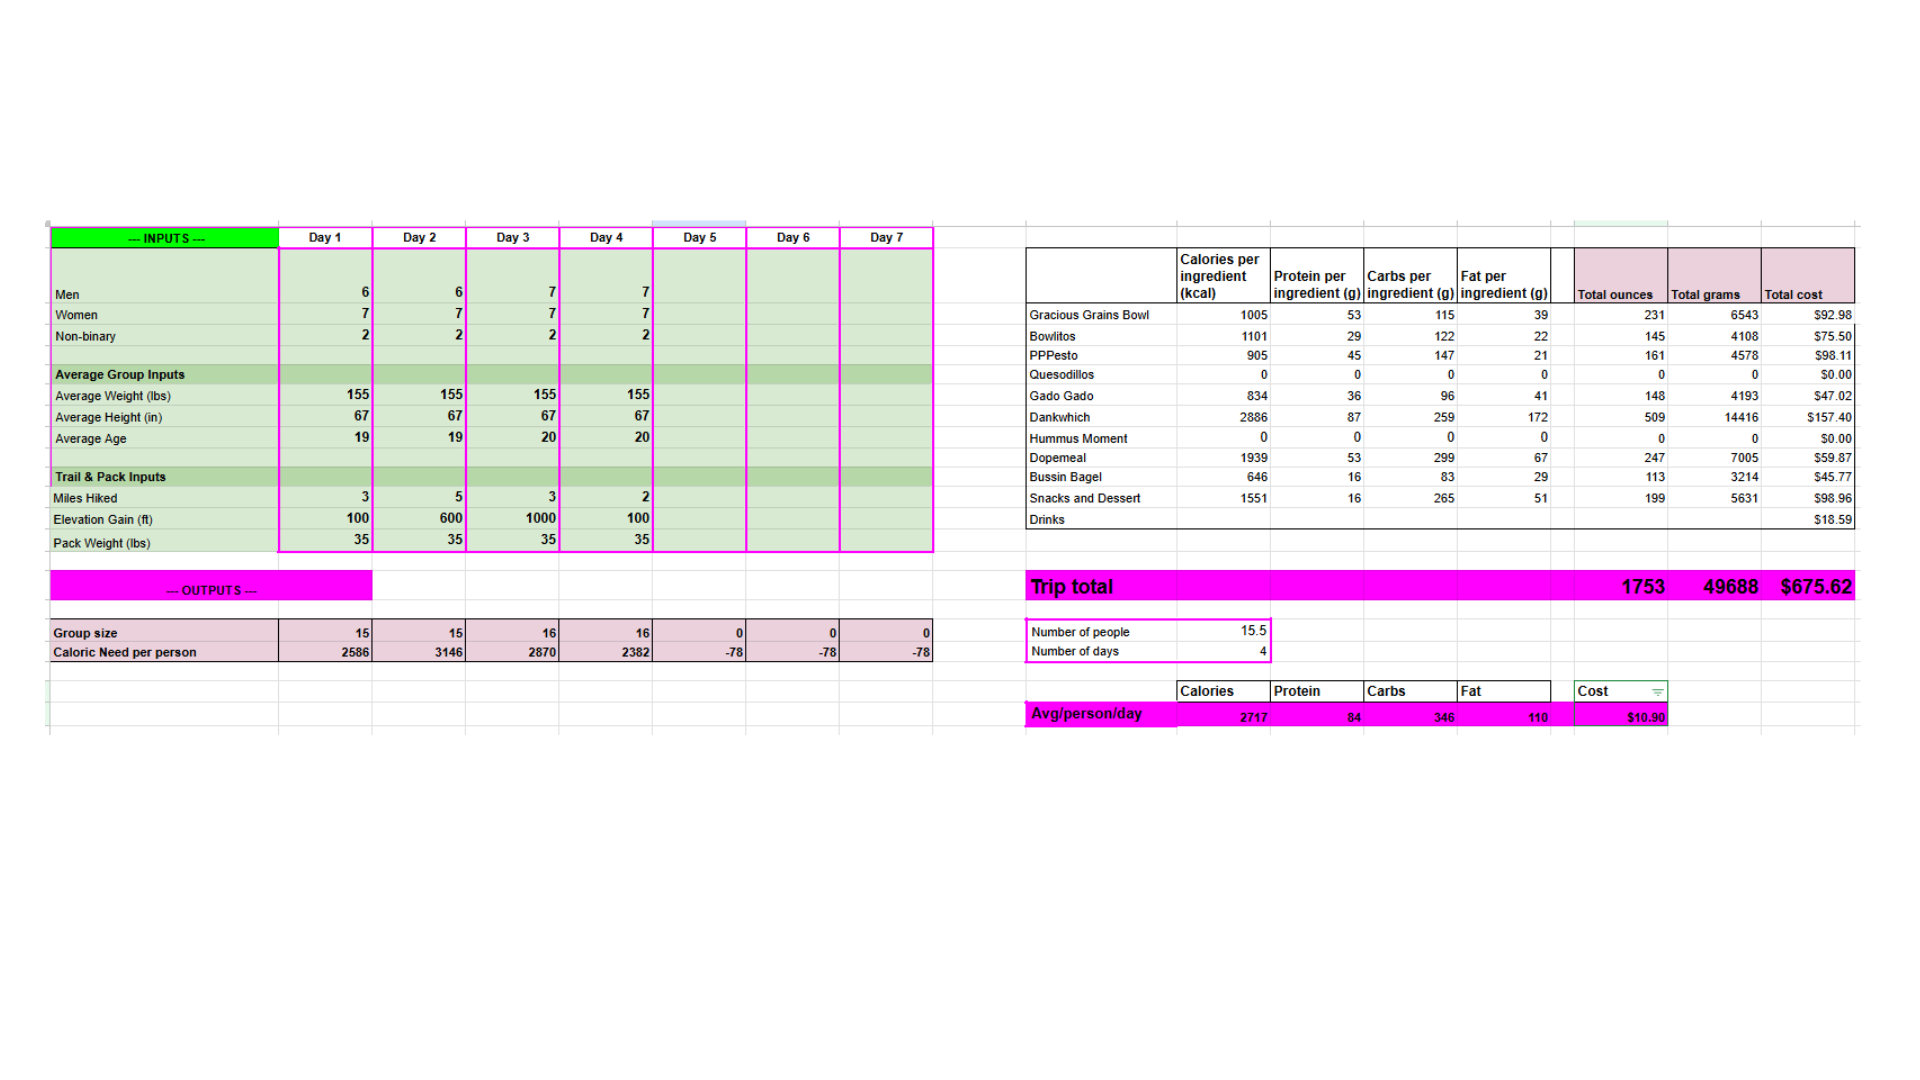 --- INPUTS --- Day 1 Day 2 Day 3 Day 4 Day 5 Day 6 Day 7
Men 6 6 7 7
Women 7 7 7 7
Non-binary 2 2 2 2
Average Group Inputs
Average Weight (lbs) 155 155 155 155
Average Height (in) 67 67 67 67
Average Age 19 19 20 20
Trail & Pack Inputs
Miles Hiked 3 5 3 2
Elevation Gain (ft) 100 600 1000 100
Pack Weight (lbs) 35 35 35 35
--- OUTPUTS ---
Group size 15 15 16 16 0 0 0
Caloric Need per person 2586 3146 2870 2382 -78 -78 -78
Calories per
ingredient Protein per Carbs per Fat per
(kcal) ingredient (g) ingredient (g) ingredient (g) Total ounces Total grams Total cost
Gracious Grains Bowl 1005 53 115 39 231 6543 $92.98
Bowlitos 1101 29 122 22 145 4108 $75.50
PPPesto 905 45 147 21 161 4578 $98.11
Quesodillos 0 0 0 0 0 0 $0.00
Gado Gado 834 36 96 41 148 4193 $47.02
Dankwhich 2886 87 259 172 509 14416 $157.40
Hummus Moment 0 0 0 0 0 0 $0.00
Dopemeal 1939 53 299 67 247 7005 $59.87
Bussin Bagel 646 16 83 29 113 3214 $45.77
Snacks and Dessert 1551 16 265 51 199 5631 $98.96
Drinks $18.59
Trip total 1753 49688 $675.62
Number of people 15.5
Number of days 4
Calories Protein Carbs Fat Cost
Avg/person/day 2717 84 346 110 $10.90